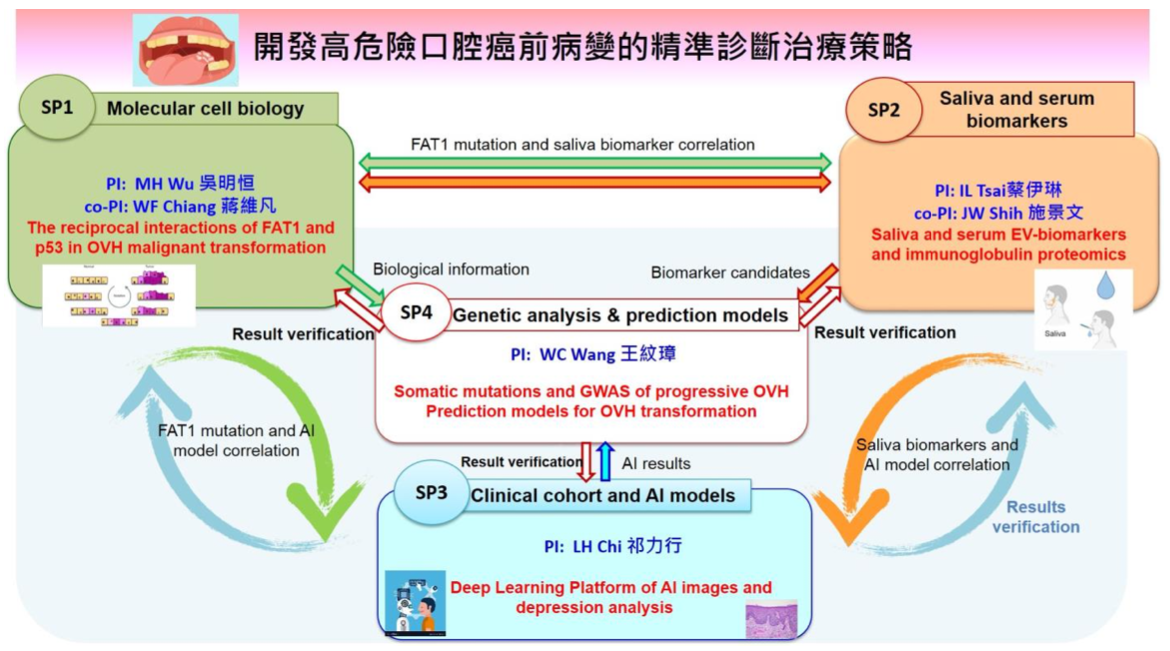 開發高危險口腔癌前病變的精準診斷治療策略
SP1
Molecular cell biology
PI: MH Wu 吳明恒
co-PI: WF Chiang 蔣維凡
The reciprocal interactions of FAT1 and
p53 in OVH malignant transformation
FAT1 mutation and saliva biomarker correlation
SP2
Saliva and serum
biomarkers
PI: IL Tsai蔡伊琳
co-PI: JW Shih 施景文
Saliva and serum EV-biomarkers
and immunoglobulin proteomics
Saliva
Biological information
Biomarker candidates
Result verification
Result verification
SP4
Genetic analysis & prediction models
PI: WC Wang 王紋璋
Somatic mutations and GWAS of progressive OVH
Prediction models for OVH transformation
FAT1 mutation and AI
model correlation
Saliva biomarkers and
AI model correlation
Results
verification
Result verification
AI results
SP3
Clinical cohort and AI models
PI: LH Chi 祁力行
Deep Learning Platform of AI images and
depression analysis